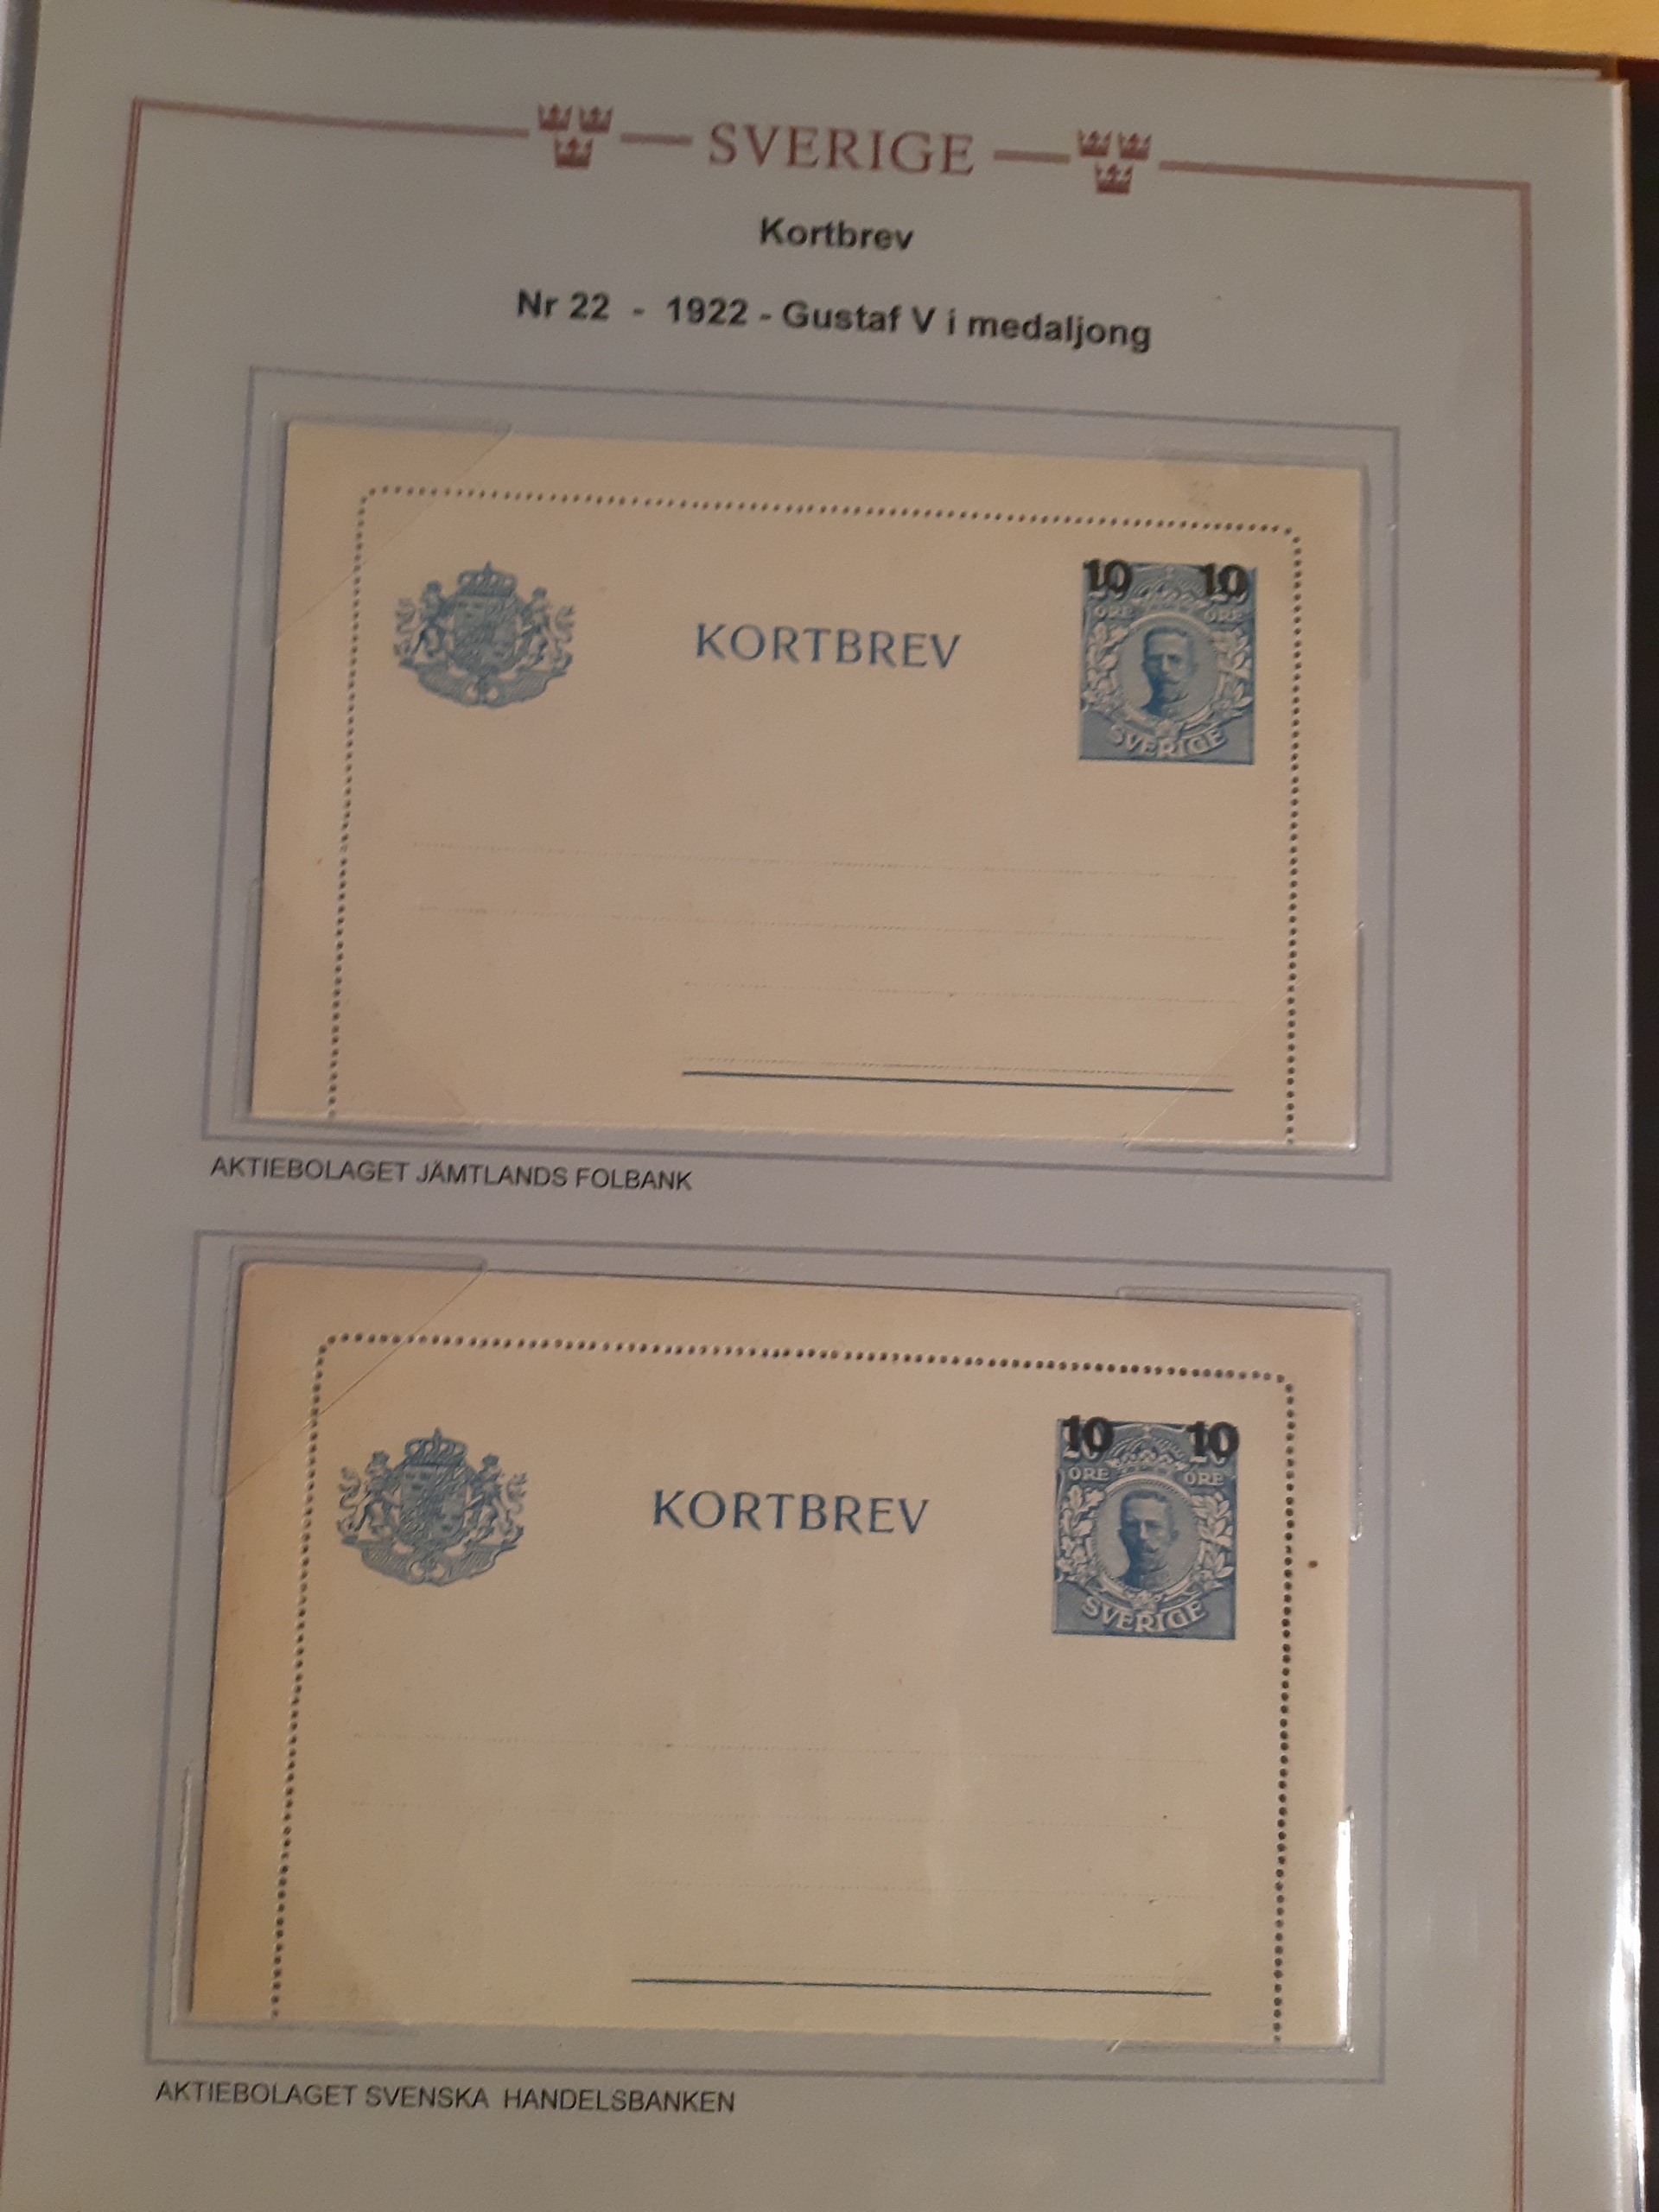 SVERIGE
Kortbrev
Nr 22 - 1922 - Gustaf V i medaljong
KORTBREV
10 10
ÖRE ÖRE
SVERIGE
AKTIEBOLAGET JÄMTLANDS FOLBANK
KORTBREV
10 10
ÖRE ÖRE
SVERIGE
AKTIEBOLAGET SVENSKA HANDELSBANKEN